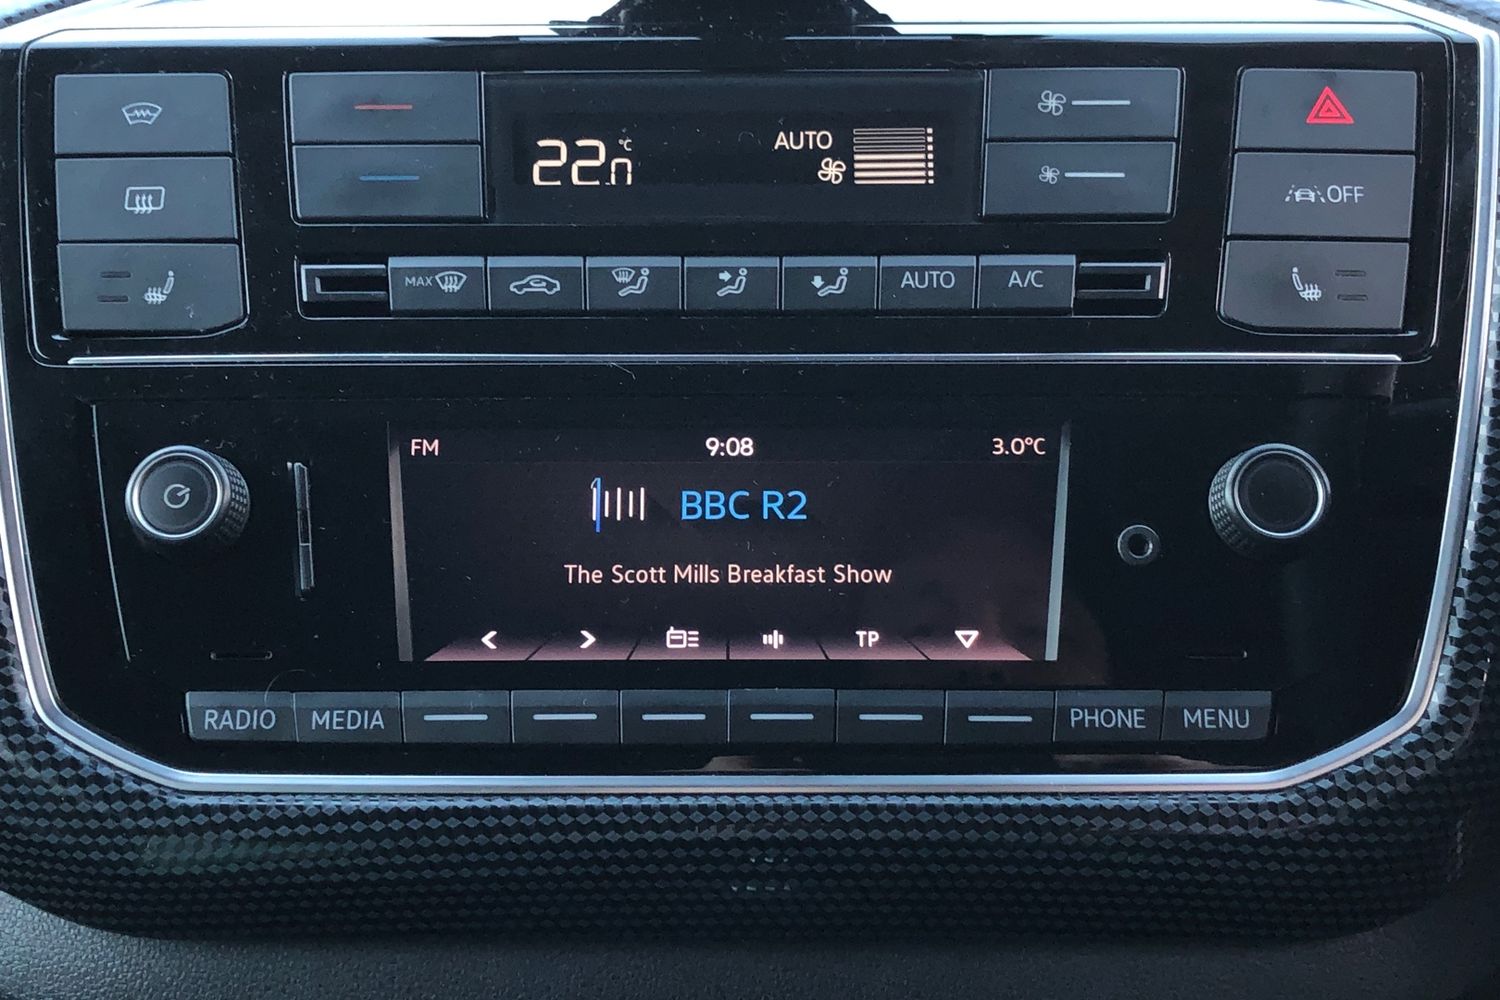 22.0 °C
AUTO
OFF
MAX
AUTO
A/C
FM 9:08 3.0°C
BBC R2
The Scott Mills Breakfast Show
TP
RADIO MEDIA PHONE MENU